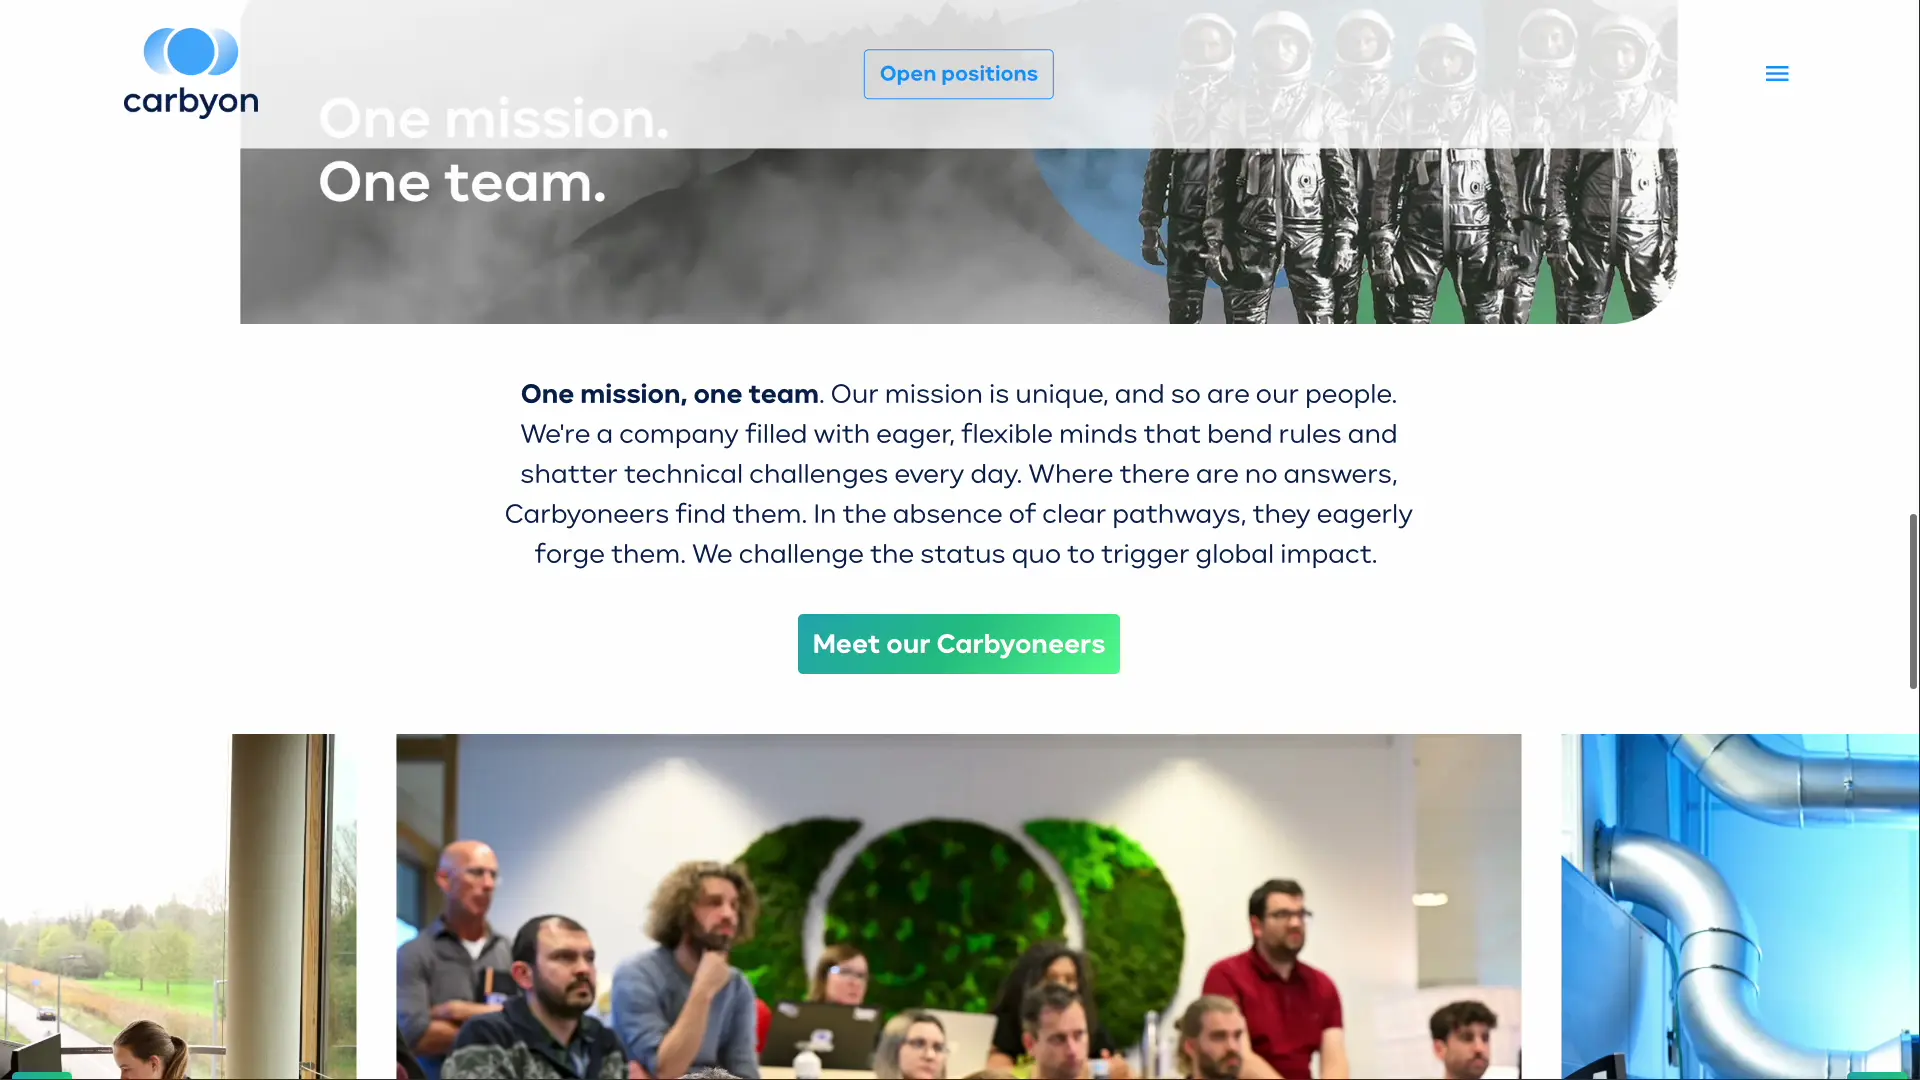 carbyon
Open positions
One mission.
One team.
One mission, one team. Our mission is unique, and so are our people.
We're a company filled with eager, flexible minds that bend rules and
shatter technical challenges every day. Where there are no answers,
Carbyoneers find them. In the absence of clear pathways, they eagerly
forge them. We challenge the status quo to trigger global impact.
Meet our Carbyoneers